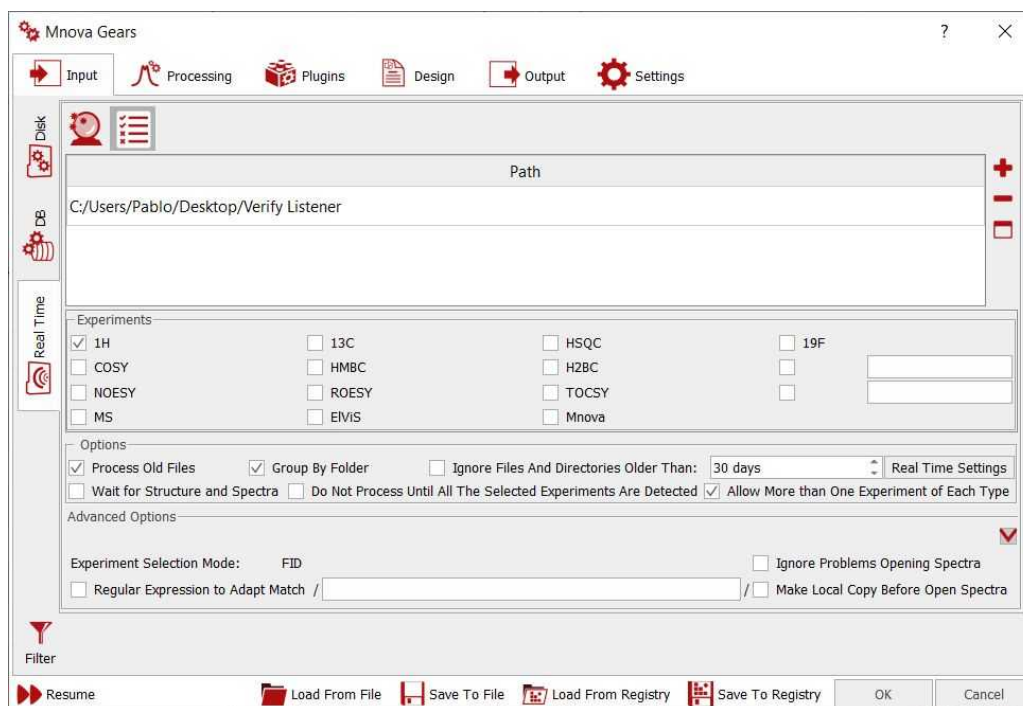 Mnova Gears
?
Input Processing Plugins Design Output Settings
Disk
DB
Real Time
Path
C:/Users/Pablo/Desktop/Verify Listener
Experiments
1H 13C HSQC 19F
COSY HMBC H2BC
NOESY ROESY TOCSY
MS ElViS Mnova
Options
Process Old Files Group By Folder Ignore Files And Directories Older Than: 30 days Real Time Settings
Wait for Structure and Spectra Do Not Process Until All The Selected Experiments Are Detected Allow More than One Experiment of Each Type
Advanced Options
Experiment Selection Mode: FID Ignore Problems Opening Spectra
Regular Expression to Adapt Match / / Make Local Copy Before Open Spectra
Filter
Resume Load From File Save To File Load From Registry Save To Registry OK Cancel